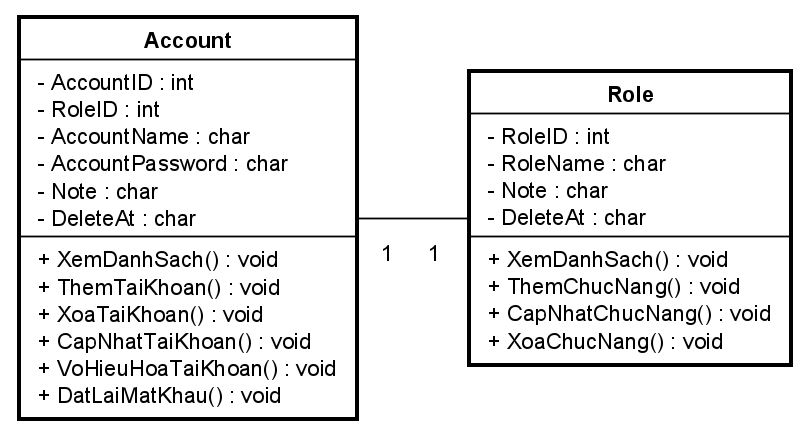 Account
- AccountID : int
- RoleID : int
- AccountName : char
- AccountPassword : char
- Note : char
- DeleteAt : char
+ XemDanhSach() : void
+ ThemTaiKhoan() : void
+ XoaTaiKhoan() : void
+ CapNhatTaiKhoan() : void
+ VoHieuHoaTaiKhoan() : void
+ DatLaiMatKhau() : void
1 1
Role
- RoleID : int
- RoleName : char
- Note : char
- DeleteAt : char
+ XemDanhSach() : void
+ ThemChucNang() : void
+ CapNhatChucNang() : void
+ XoaChucNang() : void